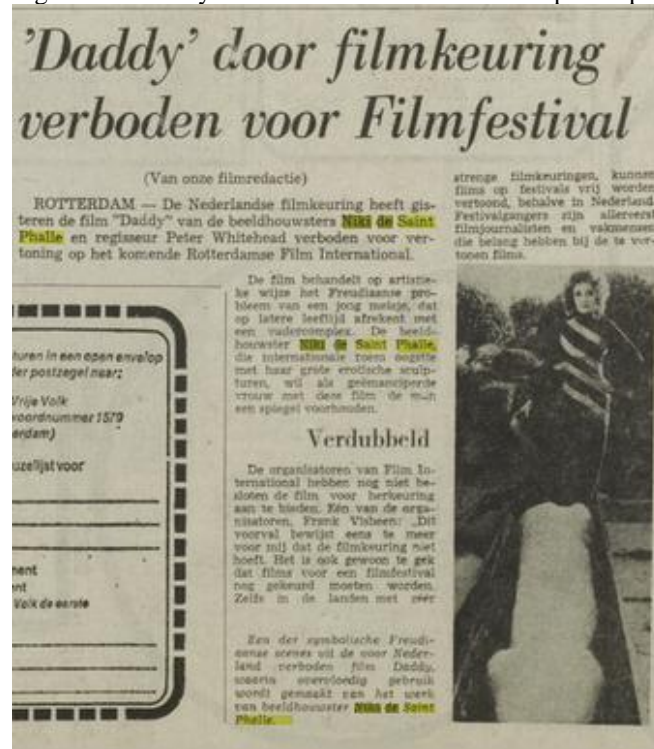 'Daddy' door filmkeuring
verboden voor Filmfestival
(Van onze filmredactie)
ROTTERDAM — De Nederlandse filmkeuring heeft gis-
teren de film "Daddy" van de beeldhouwsters Niki de Saint
Phalle en regisseur Peter Whitehead verboden voor ver-
toning op het komende Rotterdamse Film International.
De film behandelt op artistie-
ke wijze het Freudiaanse pro-
bleem van een jong meisje, dat
op latere leeftijd afrekent met
een vadercomplex. De beeld-
houwster Niki de Saint Phalle,
die internationale roem oogstte
met haar grote erotische sculp-
turen, wil als geëmancipeerde
vrouw met deze film de man
een spiegel voorhouden.
Verdubbeld
De organisatoren van Film In-
ternational hebben nog niet be-
sloten de film voor herkeuring
aan te bieden. Eén van de orga-
nisatoren, Frank Visbeen: „Dit
voorval bewijst eens te meer
voor mij dat de filmkeuring niet
hoeft. Het is ook gewoon te gek
dat films voor een filmfestival
nog gekeurd moeten worden.
Zelfs in de landen met zéér
strenge filmkeuringen, kunnen
films op festivals vrij worden
vertoond, behalve in Nederland.
Festivalgangers zijn allereerst
filmjournalisten en vakmensen
die belang hebben bij de te ver-
tonen films.
Een der symbolische Freudi-
aanse scenes uit de voor Neder-
land verboden film Daddy,
waarin overvloedig gebruik
wordt gemaakt van het werk
van beeldhouwster Niki de Saint
Phalle.
turen in een open envelop
der postzegel naar:
Vrije Volk
woordnummer 1579
erdam)
uzelijst voor
ment
nt
Volk de eerste